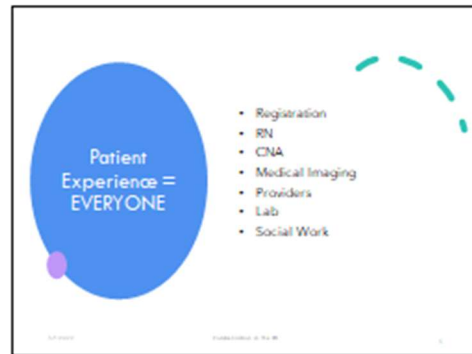 Patient
Experience =
EVERYONE
• Registration
• RN
• CNA
• Medical Imaging
• Providers
• Lab
• Social Work